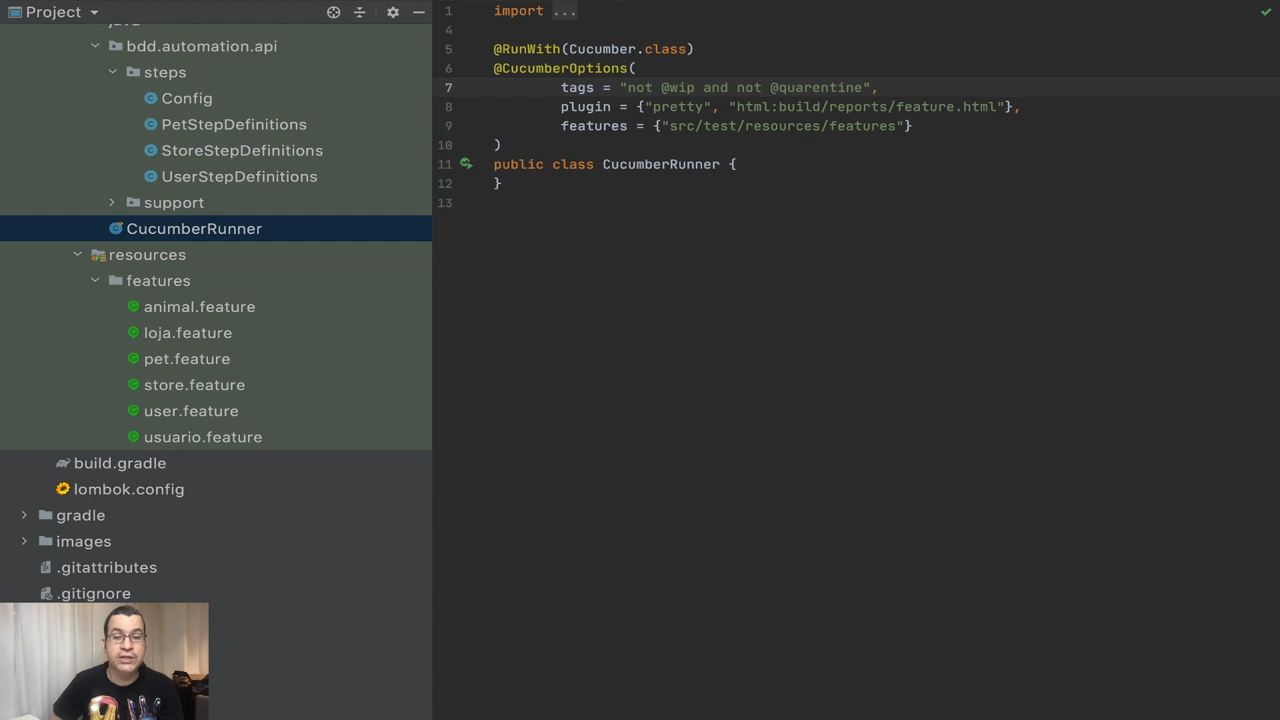 Project
java
bdd.automation.api
steps
Config
PetStepDefinitions
StoreStepDefinitions
UserStepDefinitions
support
CucumberRunner
resources
features
animal.feature
loja.feature
pet.feature
store.feature
user.feature
usuario.feature
build.gradle
lombok.config
gradle
images
.gitattributes
.gitignore
1 import ...
4
5 @RunWith(Cucumber.class)
6 @CucumberOptions(
7 tags = "not @wip and not @quarentine",
8 plugin = {"pretty", "html:build/reports/feature.html"},
9 features = {"src/test/resources/features"}
10 )
11 public class CucumberRunner {
12 }
13